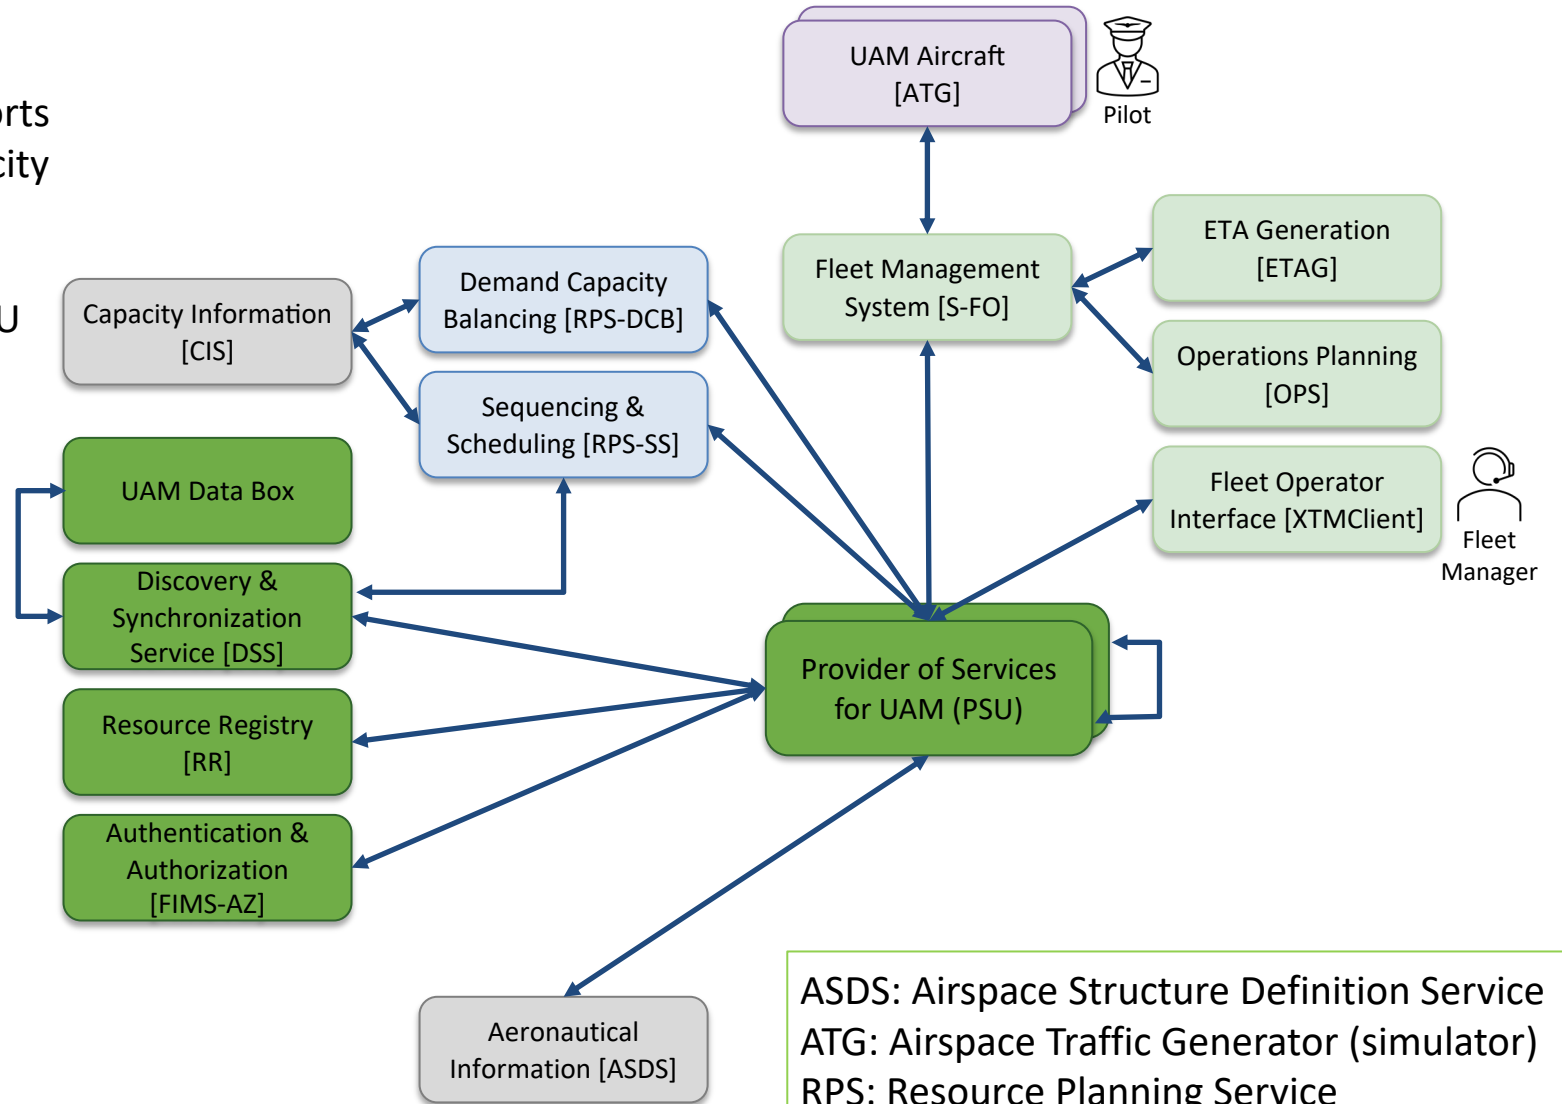 UAM Aircraft
[ATG]
Pilot
orts
city
U
Fleet Management
System [S-FO]
ETA Generation
[ETAG]
Operations Planning
[OPS]
Fleet Operator
Interface [XTMClient]
Fleet
Manager
Demand Capacity
Balancing [RPS-DCB]
Capacity Information
[CIS]
Sequencing &
Scheduling [RPS-SS]
UAM Data Box
Discovery &
Synchronization
Service [DSS]
Resource Registry
[RR]
Authentication &
Authorization
[FIMS-AZ]
Provider of Services
for UAM (PSU)
Aeronautical
Information [ASDS]
ASDS: Airspace Structure Definition Service
ATG: Airspace Traffic Generator (simulator)
RPS: Resource Planning Service